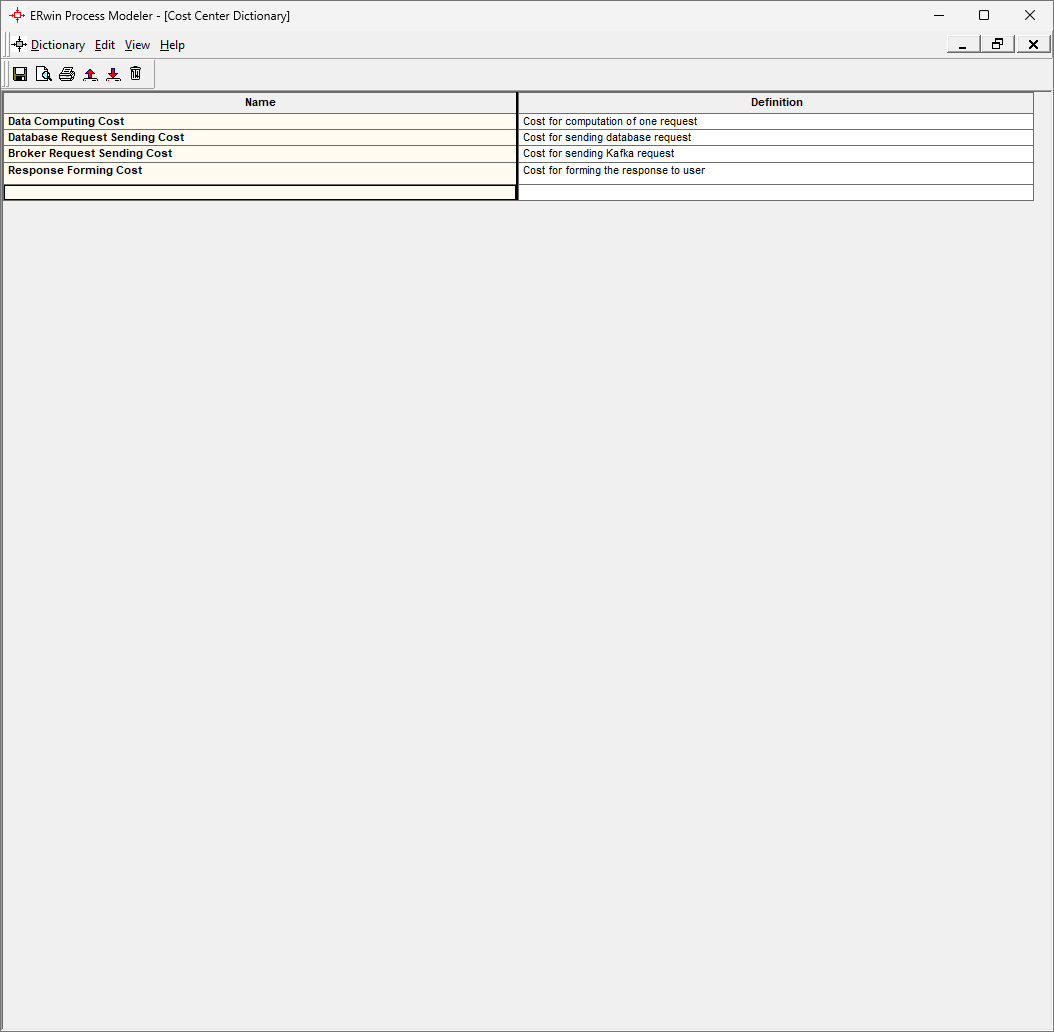 ERwin Process Modeler - [Cost Center Dictionary]
Dictionary Edit View Help
Name Definition
Data Computing Cost Cost for computation of one request
Database Request Sending Cost Cost for sending database request
Broker Request Sending Cost Cost for sending Kafka request
Response Forming Cost Cost for forming the response to user